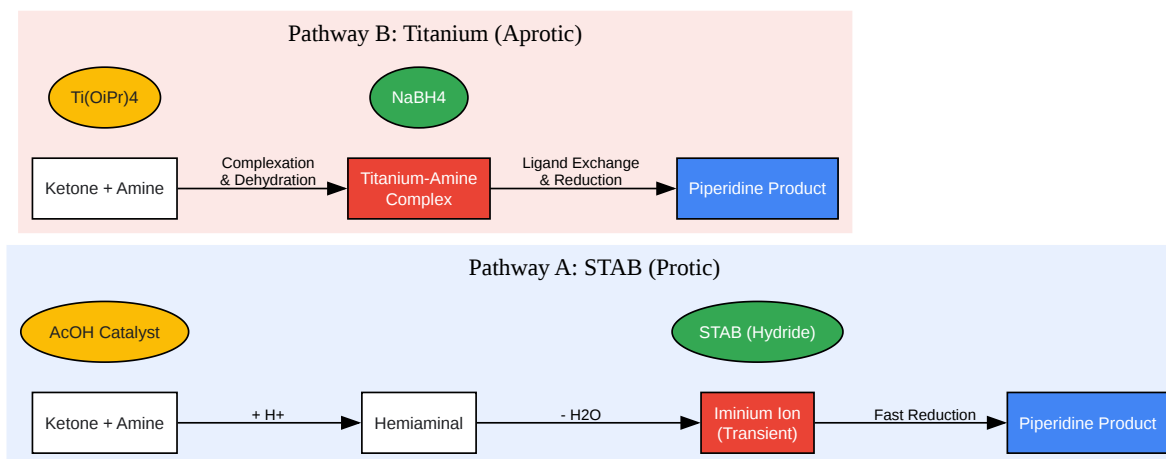 Pathway B: Titanium (Aprotic)
Ti(OiPr)4
NaBH4
Ketone + Amine
Complexation
& Dehydration
Titanium-Amine
Complex
Ligand Exchange
& Reduction
Piperidine Product
Pathway A: STAB (Protic)
AcOH Catalyst
STAB (Hydride)
Ketone + Amine
+ H+
Hemiaminal
- H2O
Iminium Ion
(Transient)
Fast Reduction
Piperidine Product